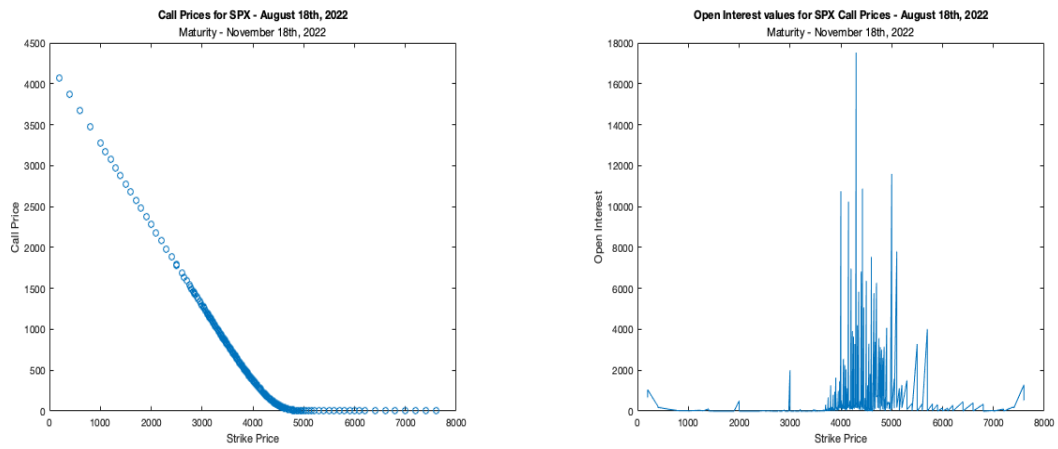 Call Prices for SPX - August 18th, 2022
Maturity - November 18th, 2022
4500
4000
3500
3000
2500
2000
1500
1000
500
0
Call Price
0 1000 2000 3000 4000 5000 6000 7000 8000
Strike Price
Open Interest values for SPX Call Prices - August 18th, 2022
Maturity - November 18th, 2022
18000
16000
14000
12000
10000
8000
6000
4000
2000
0
Open Interest
0 1000 2000 3000 4000 5000 6000 7000 8000
Strike Price